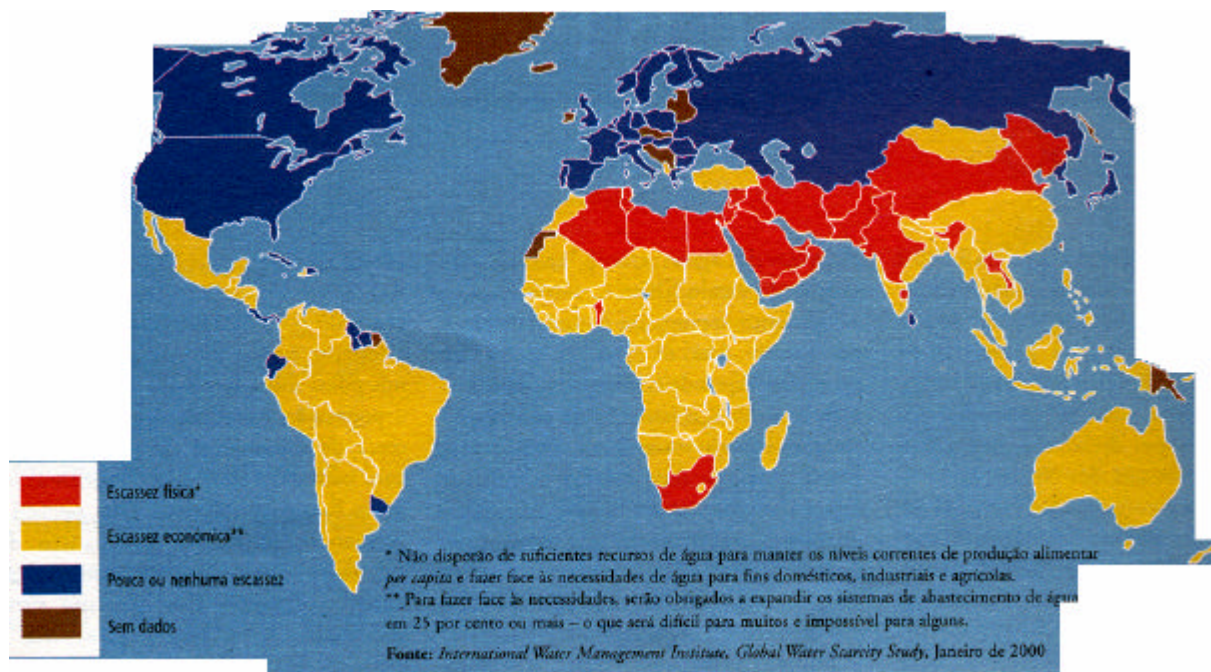 Escassez física*
Escassez económica**
Pouca ou nenhuma escassez
Sem dados
* Não disporão de suficientes recursos de água para manter os níveis correntes de produção alimentar
per capita e fazer face às necessidades de água para fins domésticos, industriais e agrícolas.
** Para fazer face às necessidades, serão obrigados a expandir os sistemas de abastecimento de água
em 25 por cento ou mais – o que será difícil para muitos e impossível para alguns.
Fonte: International Water Management Institute, Global Water Scarcity Study, Janeiro de 2000